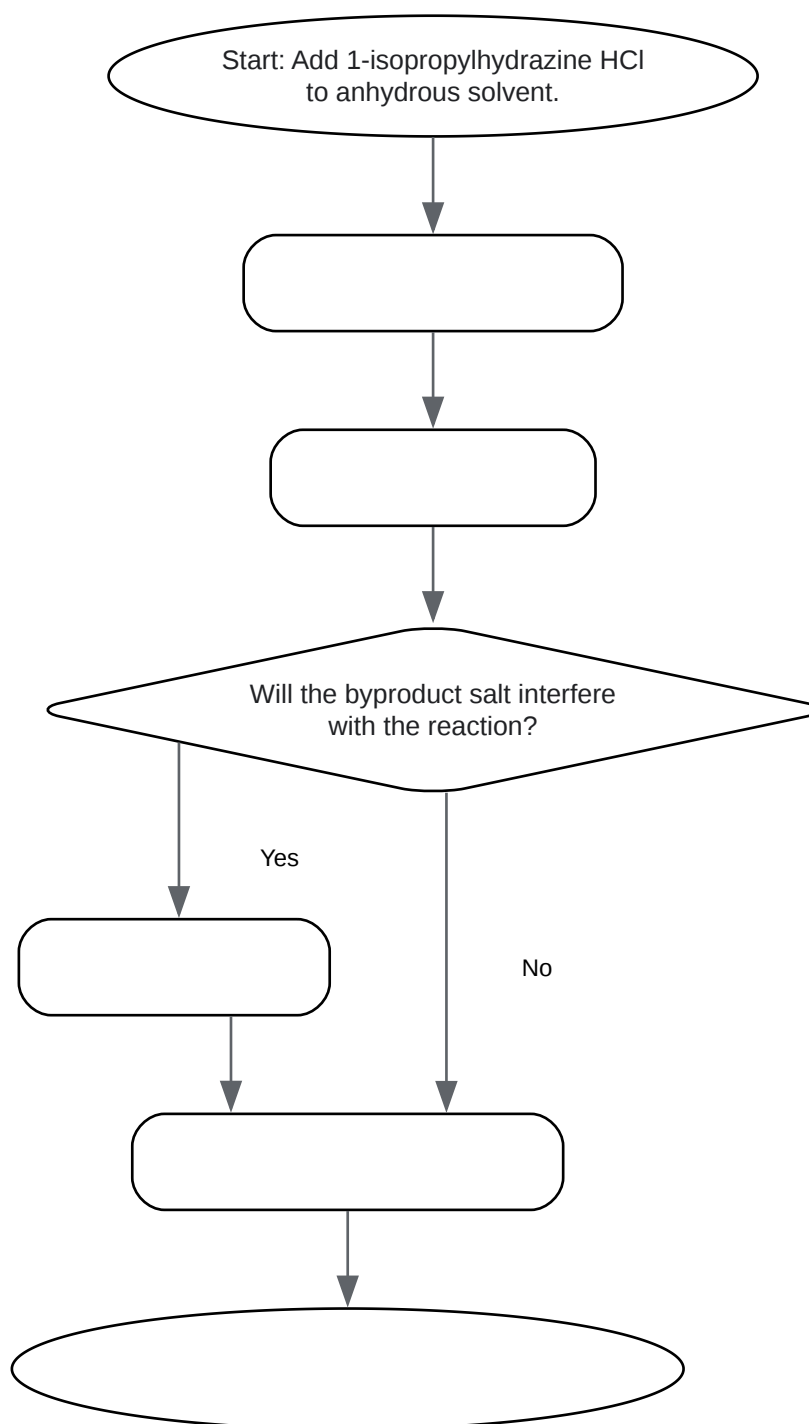 Start: Add 1-isopropylhydrazine HCl
to anhydrous solvent.
Will the byproduct salt interfere
with the reaction?
Yes
No